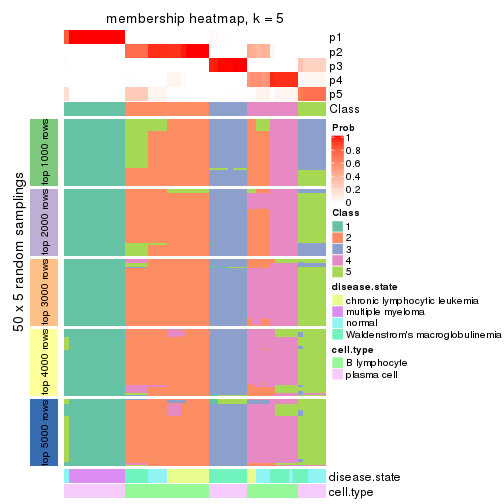 membership heatmap, k = 5
p1
p2
p3
p4
p5
Class
50 x 5 random samplings
top 1000 rows
top 2000 rows
top 3000 rows
top 4000 rows
top 5000 rows
Prob
1
0.8
0.6
0.4
0.2
0
Class
1
2
3
4
5
disease.state
chronic lymphocytic leukemia
multiple myeloma
normal
Waldenstrom's macroglobulinemia
cell.type
B lymphocyte
plasma cell
disease.state
cell.type